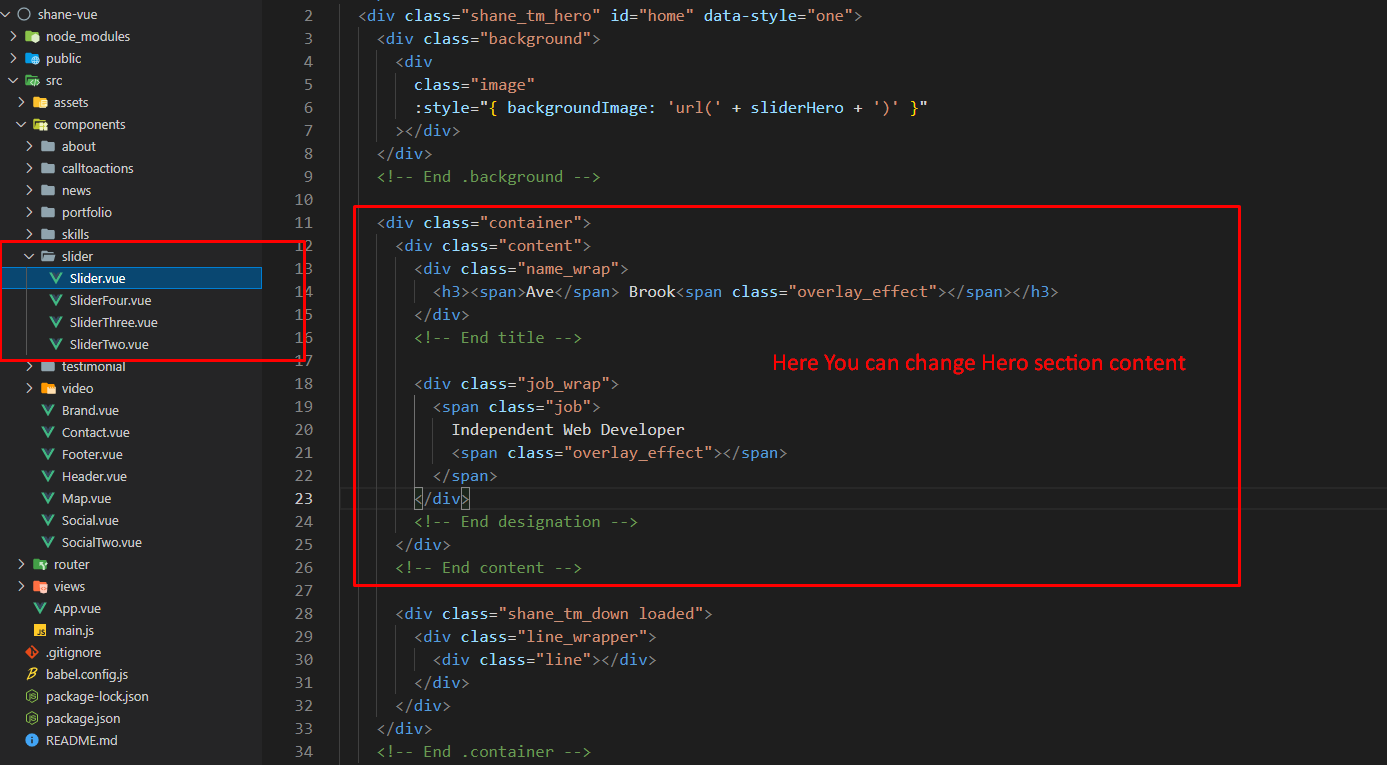 shane-vue
node_modules
public
src
assets
components
about
calltoactions
news
portfolio
skills
slider
Slider.vue
SliderFour.vue
SliderThree.vue
SliderTwo.vue
testimonial
video
Brand.vue
Contact.vue
Footer.vue
Header.vue
Map.vue
Social.vue
SocialTwo.vue
router
views
App.vue
JS main.js
.gitignore
babel.config.js
package-lock.json
package.json
README.md
2 <div class="shane_tm_hero" id="home" data-style="one">
3 <div class="background">
4 <div
5 class="image"
6 :style="{ backgroundImage: 'url(' + sliderHero + ')' }"
7 ></div>
8 </div>
9 <!-- End .background -->
10
11 <div class="container">
12 <div class="content">
13 <div class="name_wrap">
14 <h3><span>Ave</span> Brook<span class="overlay_effect"></span></h3>
15 </div>
16 <!-- End title -->
17
Here You can change Hero section content
18 <div class="job_wrap">
19 <span class="job">
20 Independent Web Developer
21 <span class="overlay_effect"></span>
22 </span>
23 </div>
24 <!-- End designation -->
25 </div>
26 <!-- End content -->
27
28 <div class="shane_tm_down loaded">
29 <div class="line_wrapper">
30 <div class="line"></div>
31 </div>
32 </div>
33 </div>
34 <!-- End .container -->